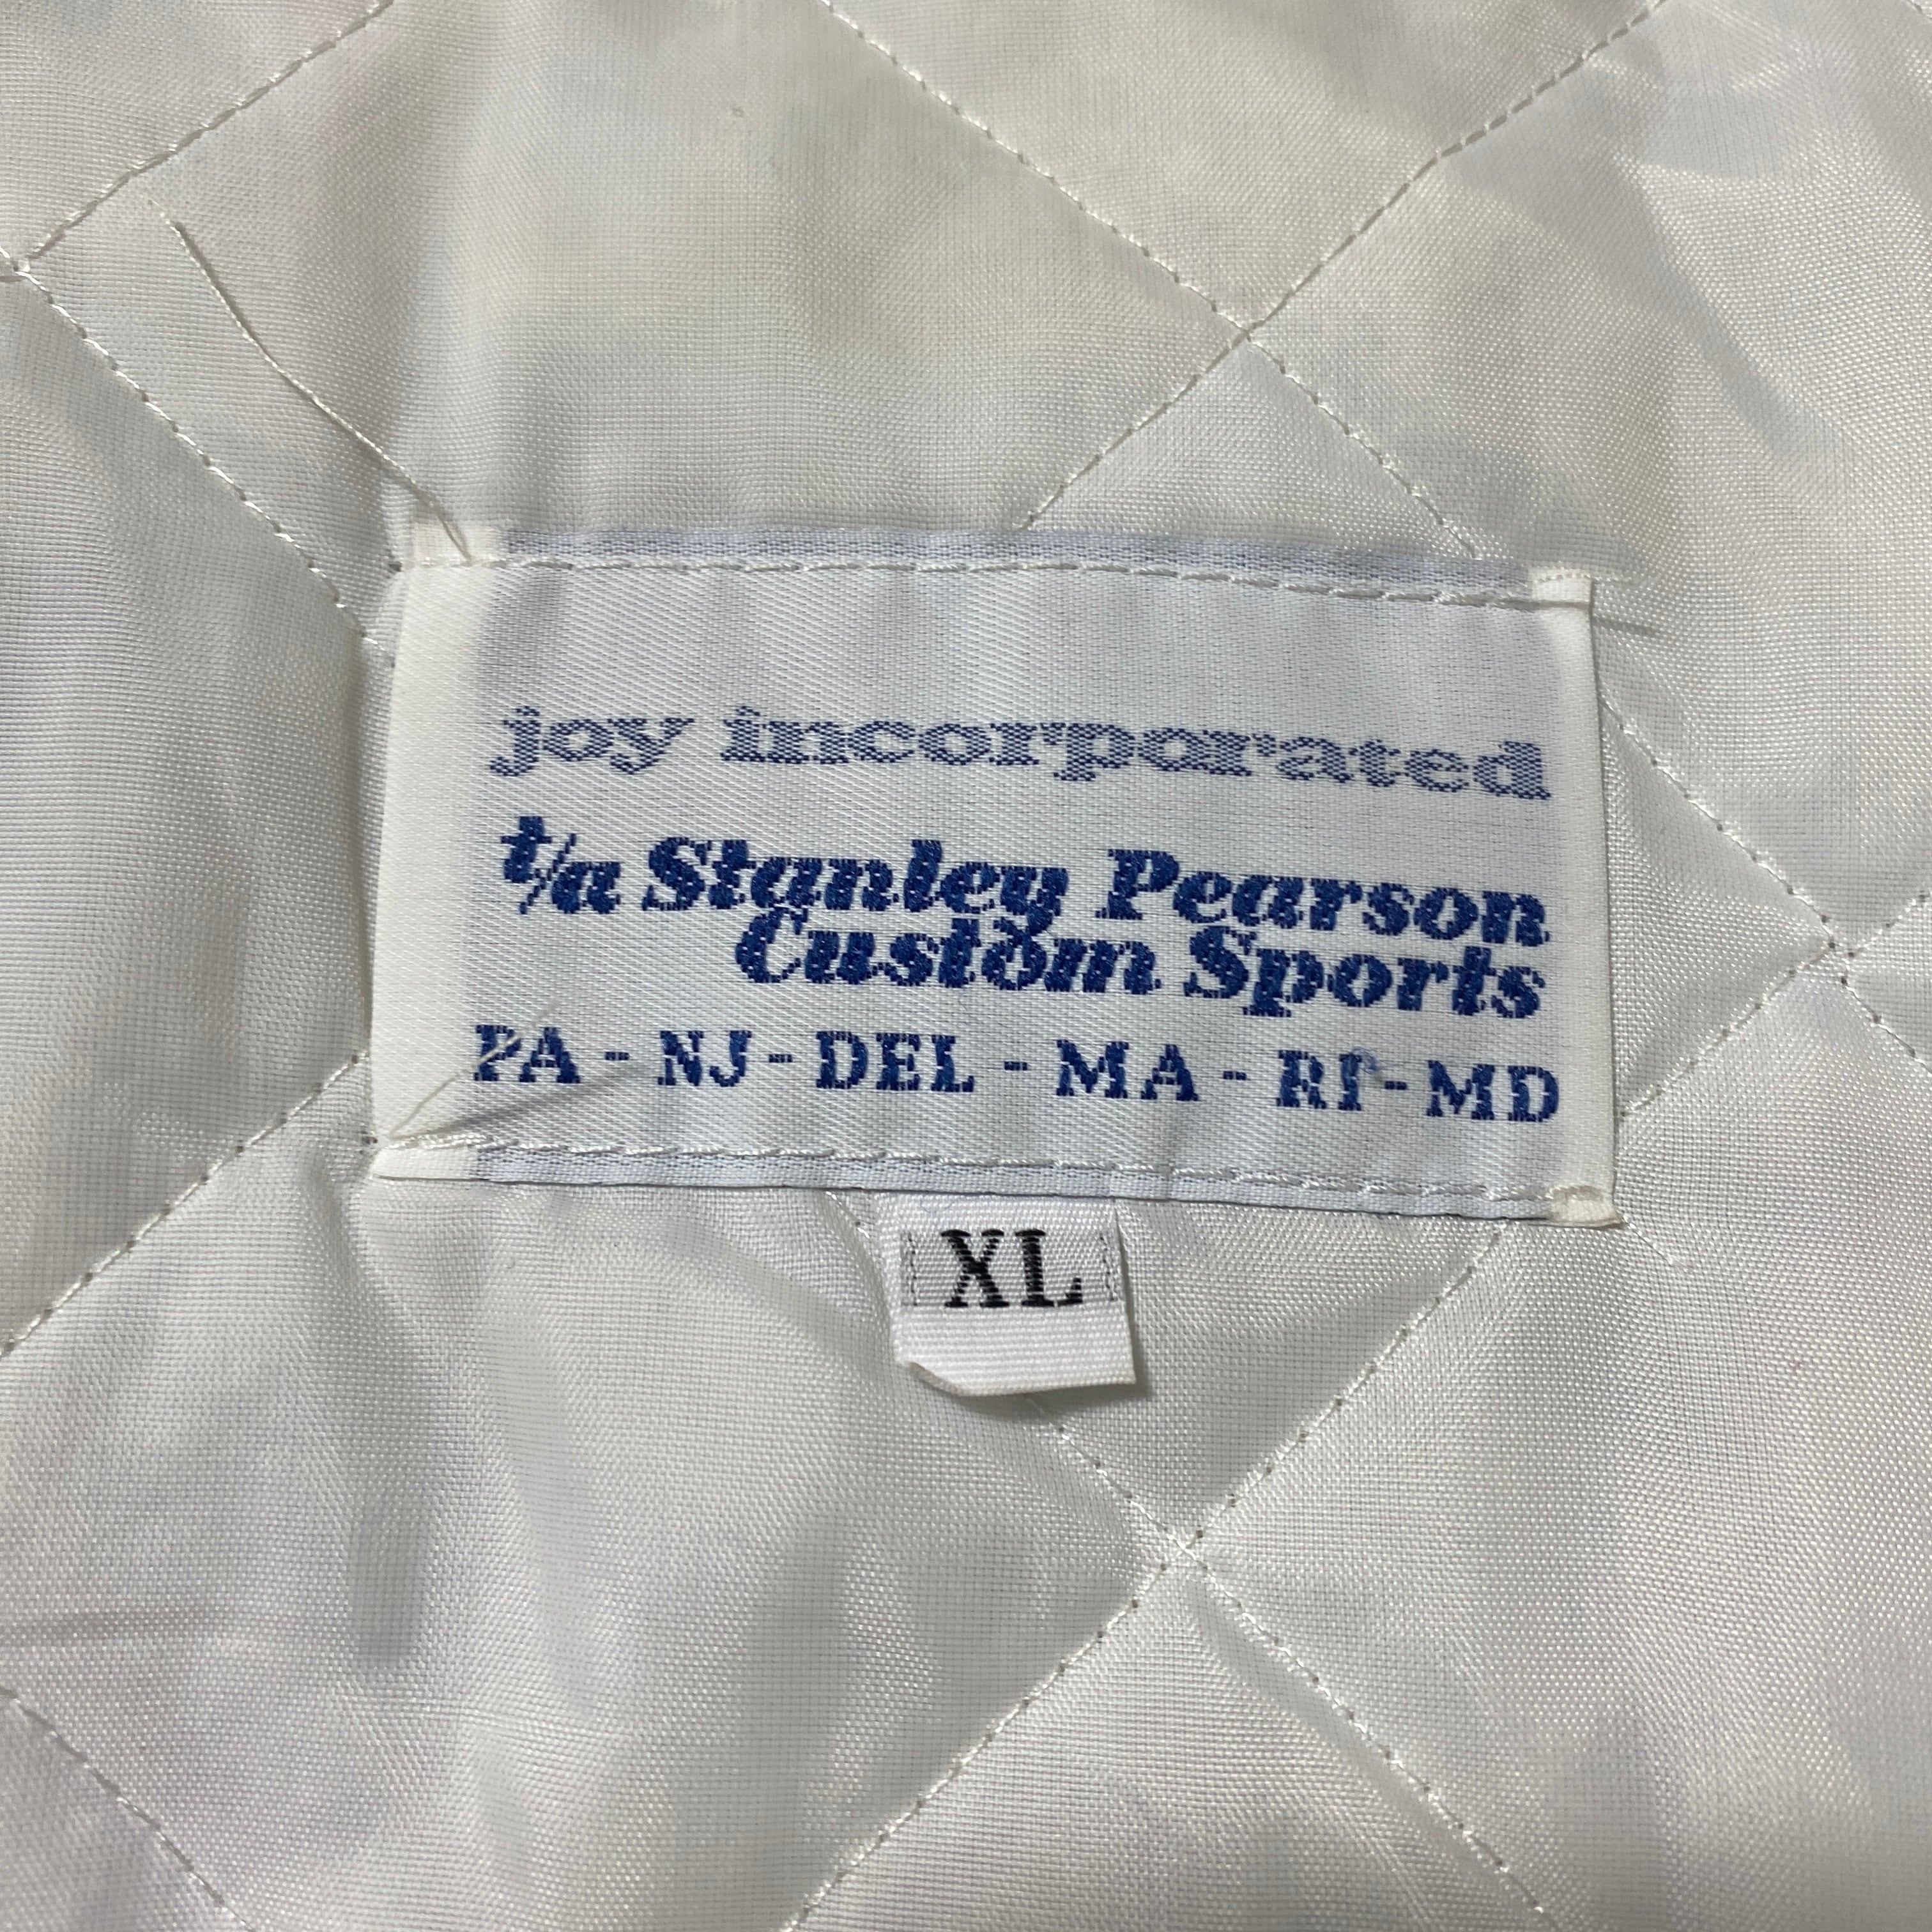 joy incorporated
t/a Stanley Pearson
Custom Sports
PA - NJ - DEL - MA - RI - MD
XL